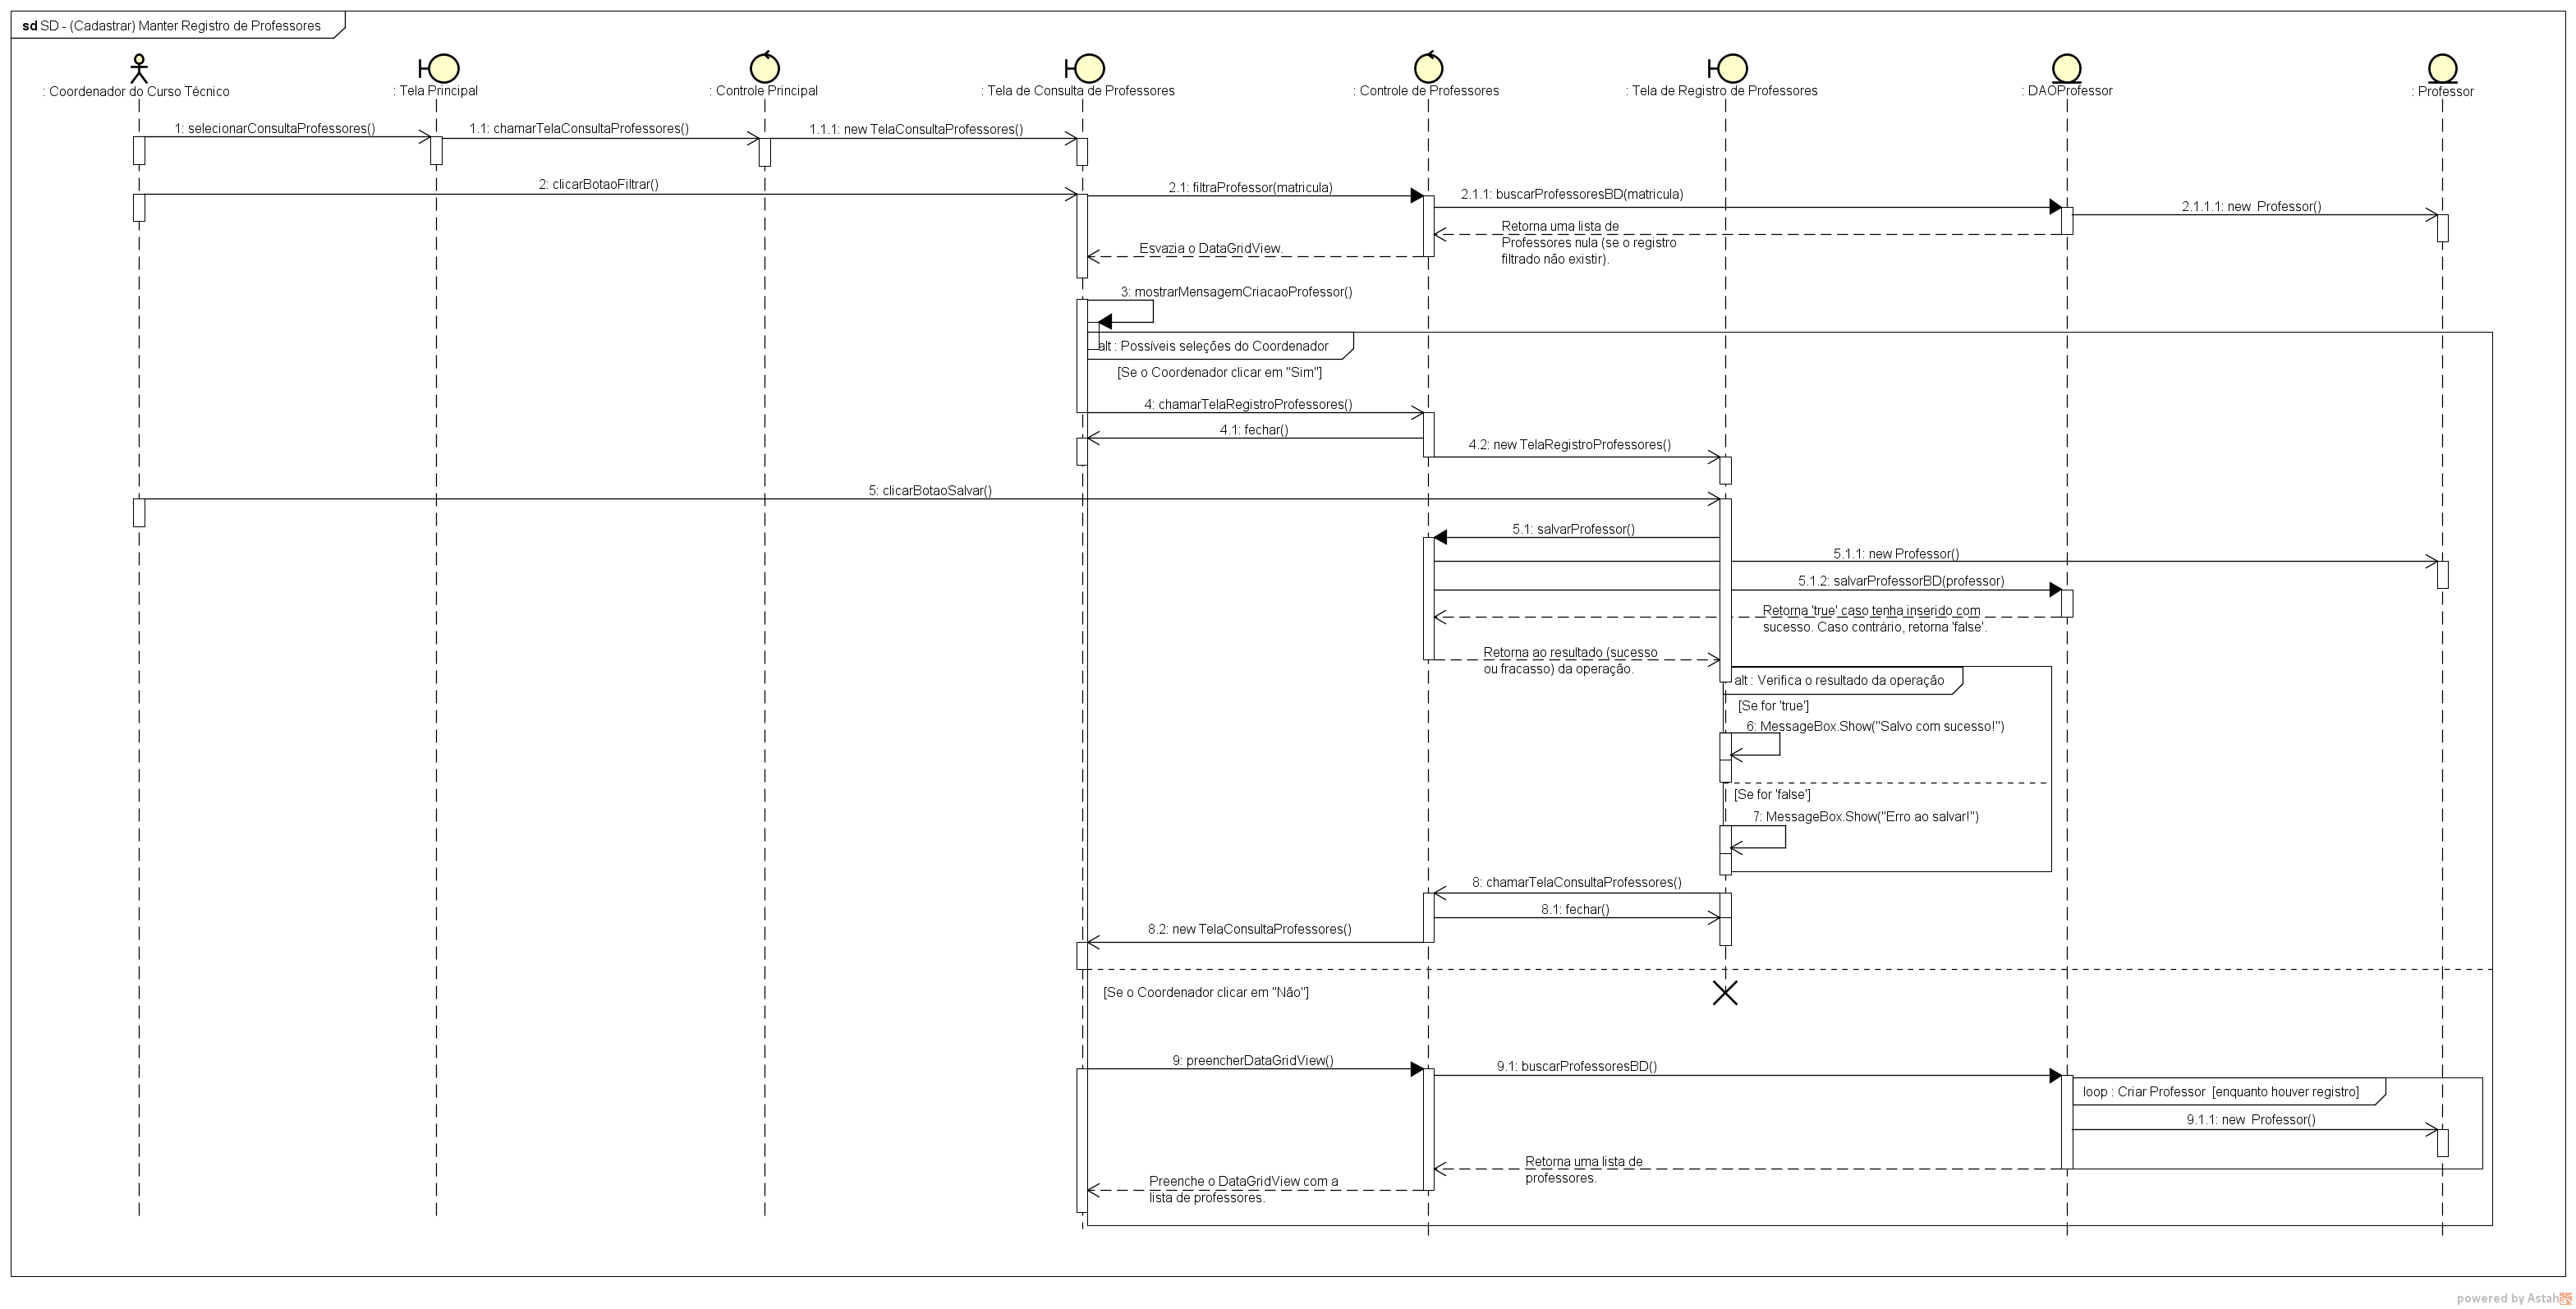 sd SD - (Cadastrar) Manter Registro de Professores
: Coordenador do Curso Técnico
: Tela Principal
: Controle Principal
: Tela de Consulta de Professores
: Controle de Professores
: Tela de Registro de Professores
: DAOProfessor
: Professor
1: selecionarConsultaProfessores()
1.1: chamarTelaConsultaProfessores()
1.1.1: new TelaConsultaProfessores()
2: clicarBotaoFiltrar()
2.1: filtraProfessor(matricula)
2.1.1: buscarProfessoresBD(matricula)
2.1.1.1: new  Professor()
Retorna uma lista de
Professores nula (se o registro
filtrado não existir).
Esvazia o DataGridView.
3: mostrarMensagemCriacaoProfessor()
alt : Possíveis seleções do Coordenador
[Se o Coordenador clicar em "Sim"]
4: chamarTelaRegistroProfessores()
4.1: fechar()
4.2: new TelaRegistroProfessores()
5: clicarBotaoSalvar()
5.1: salvarProfessor()
5.1.1: new Professor()
5.1.2: salvarProfessorBD(professor)
Retorna 'true' caso tenha inserido com
sucesso. Caso contrário, retorna 'false'.
Retorna ao resultado (sucesso
ou fracasso) da operação.
alt : Verifica o resultado da operação
[Se for 'true']
6: MessageBox.Show("Salvo com sucesso!")
[Se for 'false']
7: MessageBox.Show("Erro ao salvar!")
8: chamarTelaConsultaProfessores()
8.1: fechar()
8.2: new TelaConsultaProfessores()
[Se o Coordenador clicar em "Não"]
9: preencherDataGridView()
9.1: buscarProfessoresBD()
loop : Criar Professor  [enquanto houver registro]
9.1.1: new  Professor()
Retorna uma lista de
professores.
Preenche o DataGridView com a
lista de professores.
powered by Astah